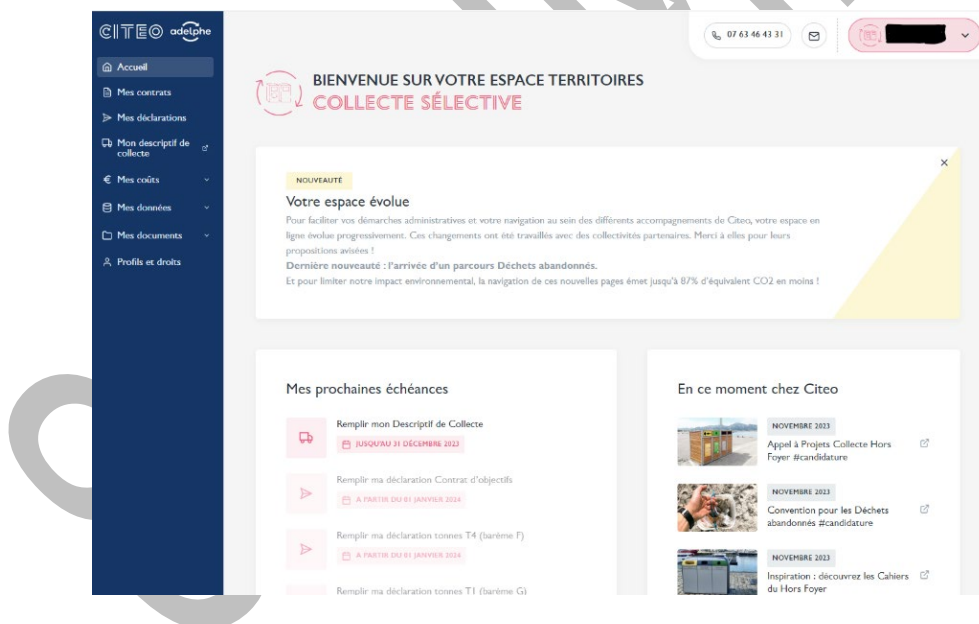 CITEO adelphe
07 63 46 43 31
Accueil
Mes contrats
Mes déclarations
Mon descriptif de
collecte
Mes coûts
Mes données
Mes documents
Profils et droits
BIENVENUE SUR VOTRE ESPACE TERRITOIRES
COLLECTE SÉLECTIVE
NOUVEAUTÉ
Votre espace évolue
Pour faciliter vos démarches administratives et votre navigation au sein des différents accompagnements de Citeo, votre espace en
ligne évolue progressivement. Ces changements ont été travaillés avec des collectivités partenaires. Merci à elles pour leurs
propositions avisées !
Dernière nouveauté : l'arrivée d'un parcours Déchets abandonnés.
Et pour limiter notre impact environnemental, la navigation de ces nouvelles pages émet jusqu'à 87% d'équivalent CO2 en moins !
Mes prochaines échéances
Remplir mon Descriptif de Collecte
JUSQU'AU 31 DÉCEMBRE 2023
Remplir ma déclaration Contrat d'objectifs
A PARTIR DU 01 JANVIER 2024
Remplir ma déclaration tonnes T4 (barème F)
A PARTIR DU 01 JANVIER 2024
Remplir ma déclaration tonnes T1 (barème G)
En ce moment chez Citeo
NOVEMBRE 2023
Appel à Projets Collecte Hors
Foyer #candidature
NOVEMBRE 2023
Convention pour les Déchets
abandonnés #candidature
NOVEMBRE 2023
Inspiration : découvrez les Cahiers
du Hors Foyer